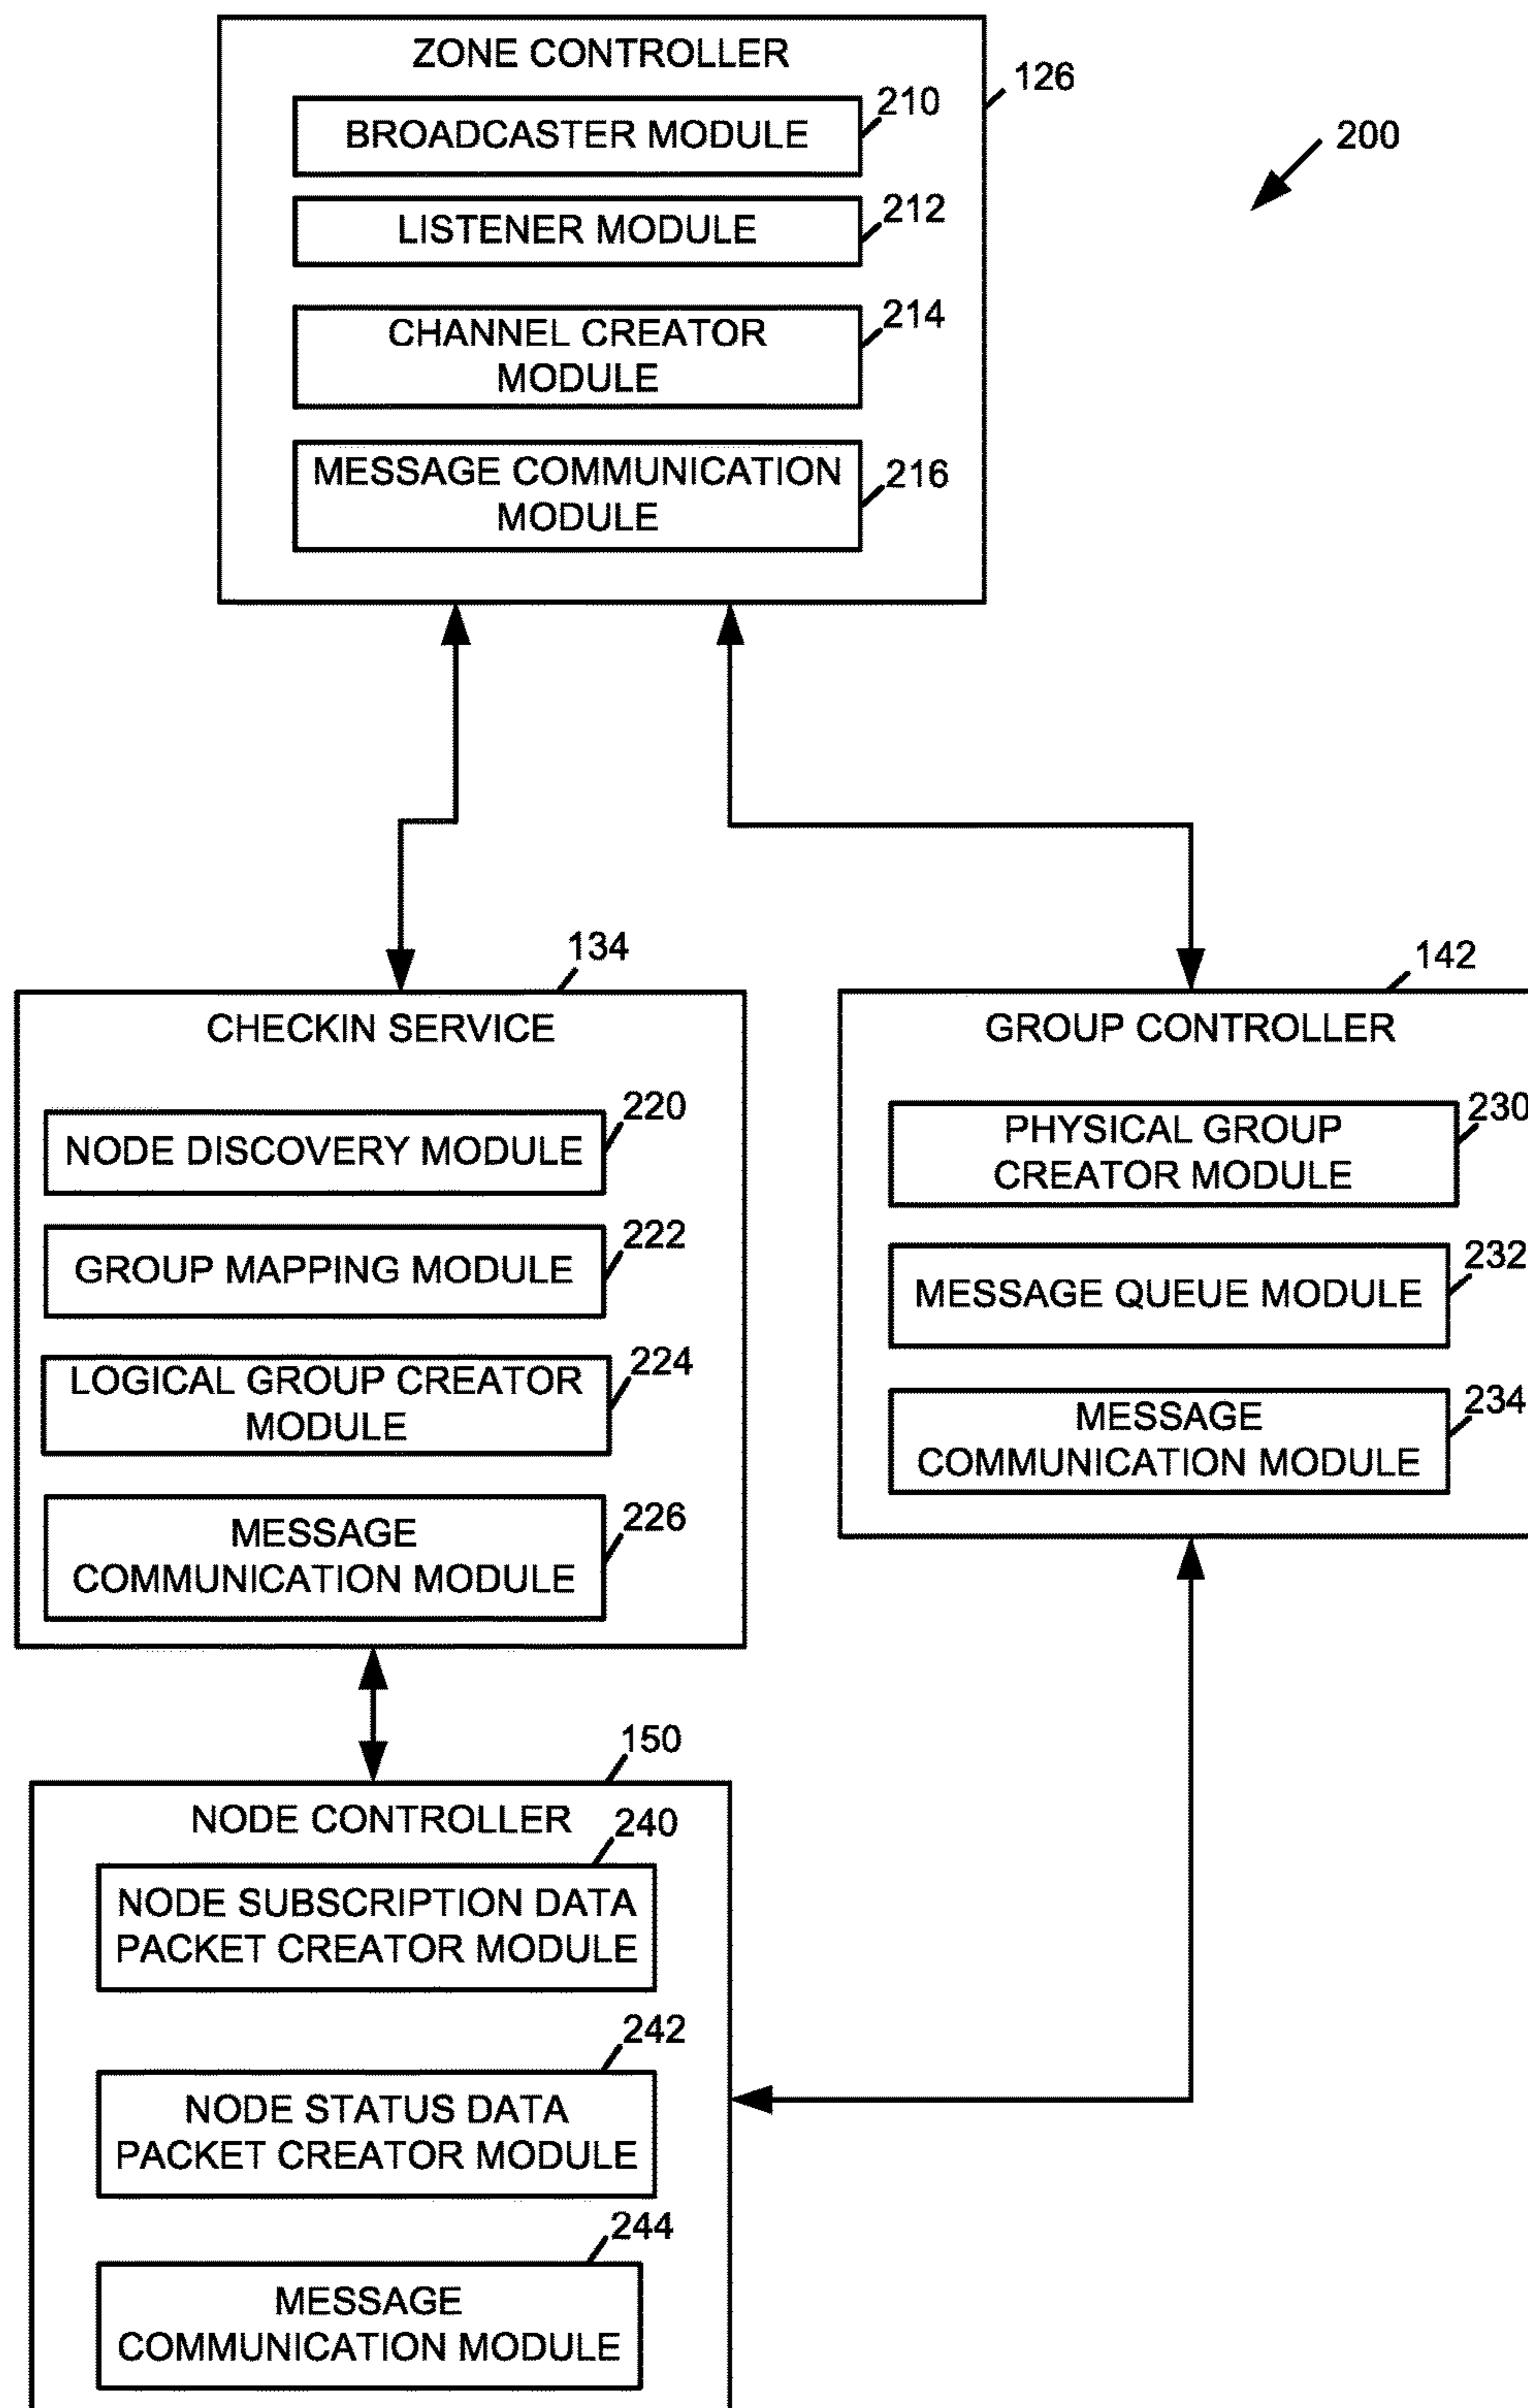 ZONE CONTROLLER
126
BROADCASTER MODULE
210
200
LISTENER MODULE
212
CHANNEL CREATOR
MODULE
214
MESSAGE COMMUNICATION
MODULE
216
134
CHECKIN SERVICE
NODE DISCOVERY MODULE
220
GROUP MAPPING MODULE
222
LOGICAL GROUP CREATOR
MODULE
224
MESSAGE
COMMUNICATION MODULE
226
142
GROUP CONTROLLER
PHYSICAL GROUP
CREATOR MODULE
230
MESSAGE QUEUE MODULE
232
MESSAGE
COMMUNICATION MODULE
234
150
NODE CONTROLLER
240
NODE SUBSCRIPTION DATA
PACKET CREATOR MODULE
242
NODE STATUS DATA
PACKET CREATOR MODULE
244
MESSAGE
COMMUNICATION MODULE